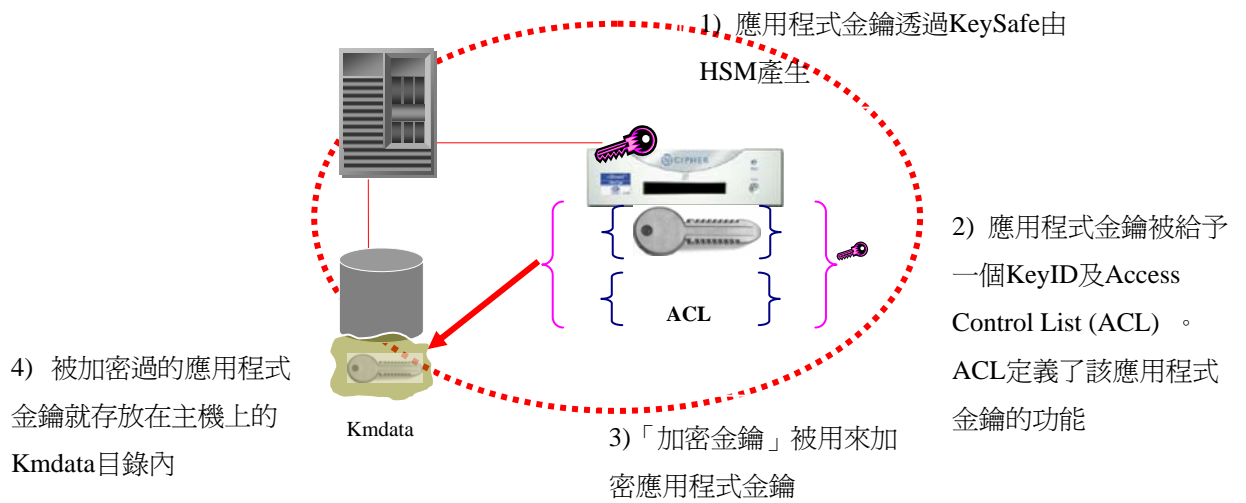 1) 應用程式金鑰透過KeySafe由
HSM產生
NCIPHER
2) 應用程式金鑰被給予
一個KeyID及Access
Control List (ACL) 。
ACL定義了該應用程式
金鑰的功能
ACL
4) 被加密過的應用程式
金鑰就存放在主機上的
Kmdata目錄內
Kmdata
3)「加密金鑰」被用來加
密應用程式金鑰